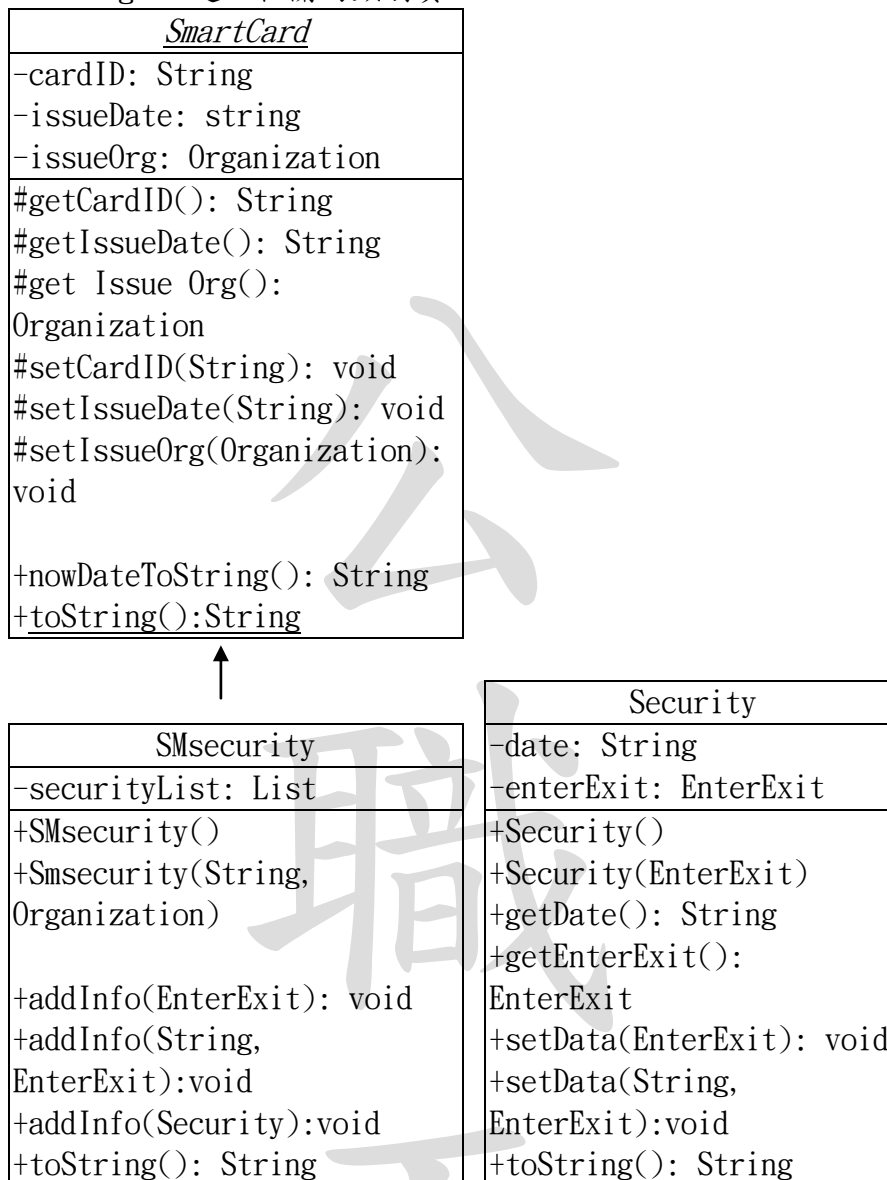 SmartCard
-cardID: String
-issueDate: string
-issueOrg: Organization
#getCardID(): String
#getIssueDate(): String
#get Issue Org():
Organization
#setCardID(String): void
#setIssueDate(String): void
#setIssueOrg(Organization):
void
+nowDateToString(): String
+toString():String
SMsecurity
-securityList: List
+SMsecurity()
+Smsecurity(String,
Organization)
+addInfo(EnterExit): void
+addInfo(String,
EnterExit):void
+addInfo(Security):void
+toString(): String
Security
-date: String
-enterExit: EnterExit
+Security()
+Security(EnterExit)
+getDate(): String
+getEnterExit():
EnterExit
+setData(EnterExit): void
+setData(String,
EnterExit):void
+toString(): String
公
職